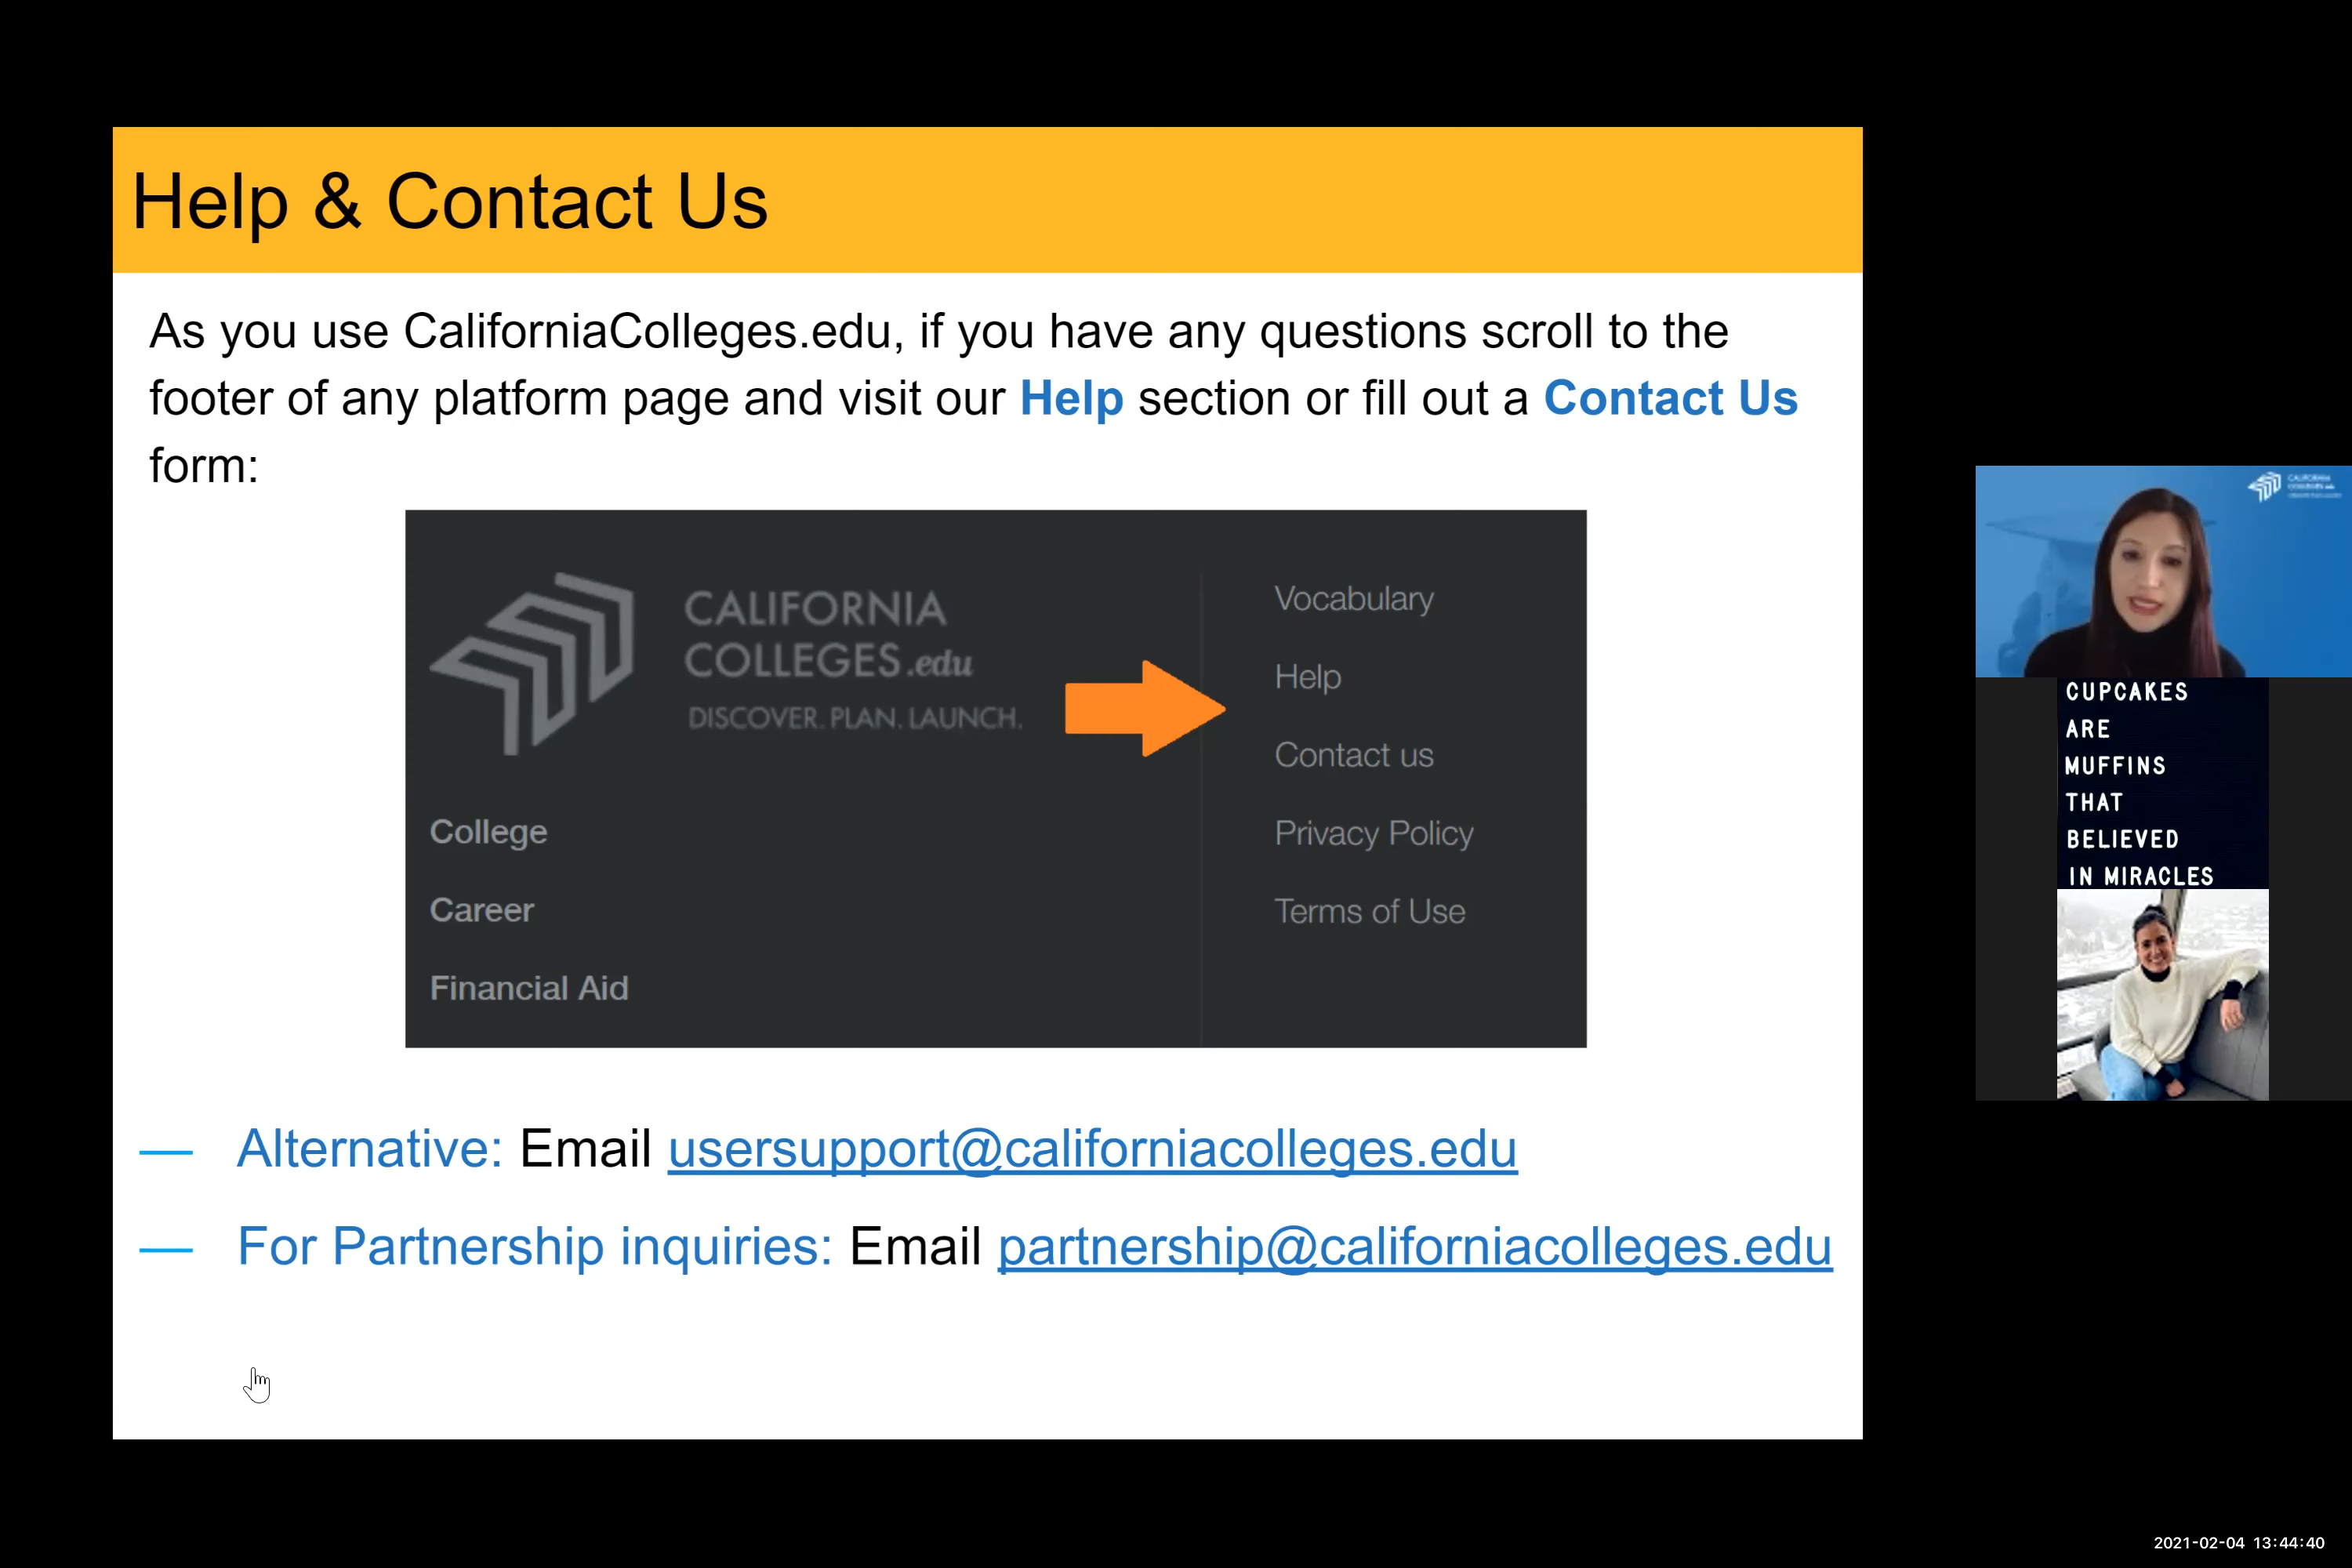 Help & Contact Us
As you use CaliforniaColleges.edu, if you have any questions scroll to the
footer of any platform page and visit our Help section or fill out a Contact Us
form:
CALIFORNIA
COLLEGES.edu
DISCOVER. PLAN. LAUNCH.
College
Career
Financial Aid
Vocabulary
Help
Contact us
Privacy Policy
Terms of Use
— Alternative: Email usersupport@californiacolleges.edu
— For Partnership inquiries: Email partnership@californiacolleges.edu
CALIFORNIA
COLLEGES.edu
CUPCAKES
ARE
MUFFINS
THAT
BELIEVED
IN MIRACLES
2021-02-04 13:44:40